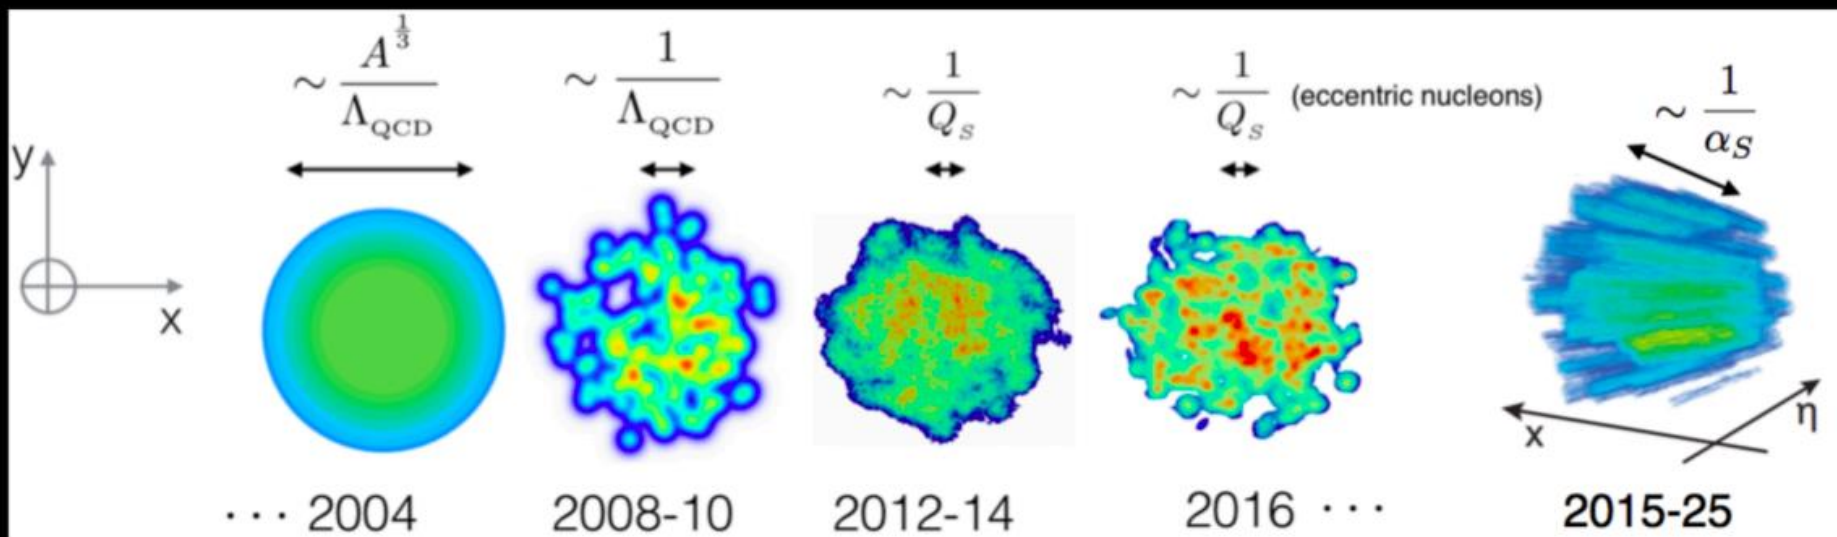 ~ A^{1/3} / Λ_QCD
~ 1 / Λ_QCD
~ 1 / Q_s
~ 1 / Q_s (eccentric nucleons)
~ 1 / α_S
y
x
x
η
··· 2004
2008-10
2012-14
2016 ···
2015-25